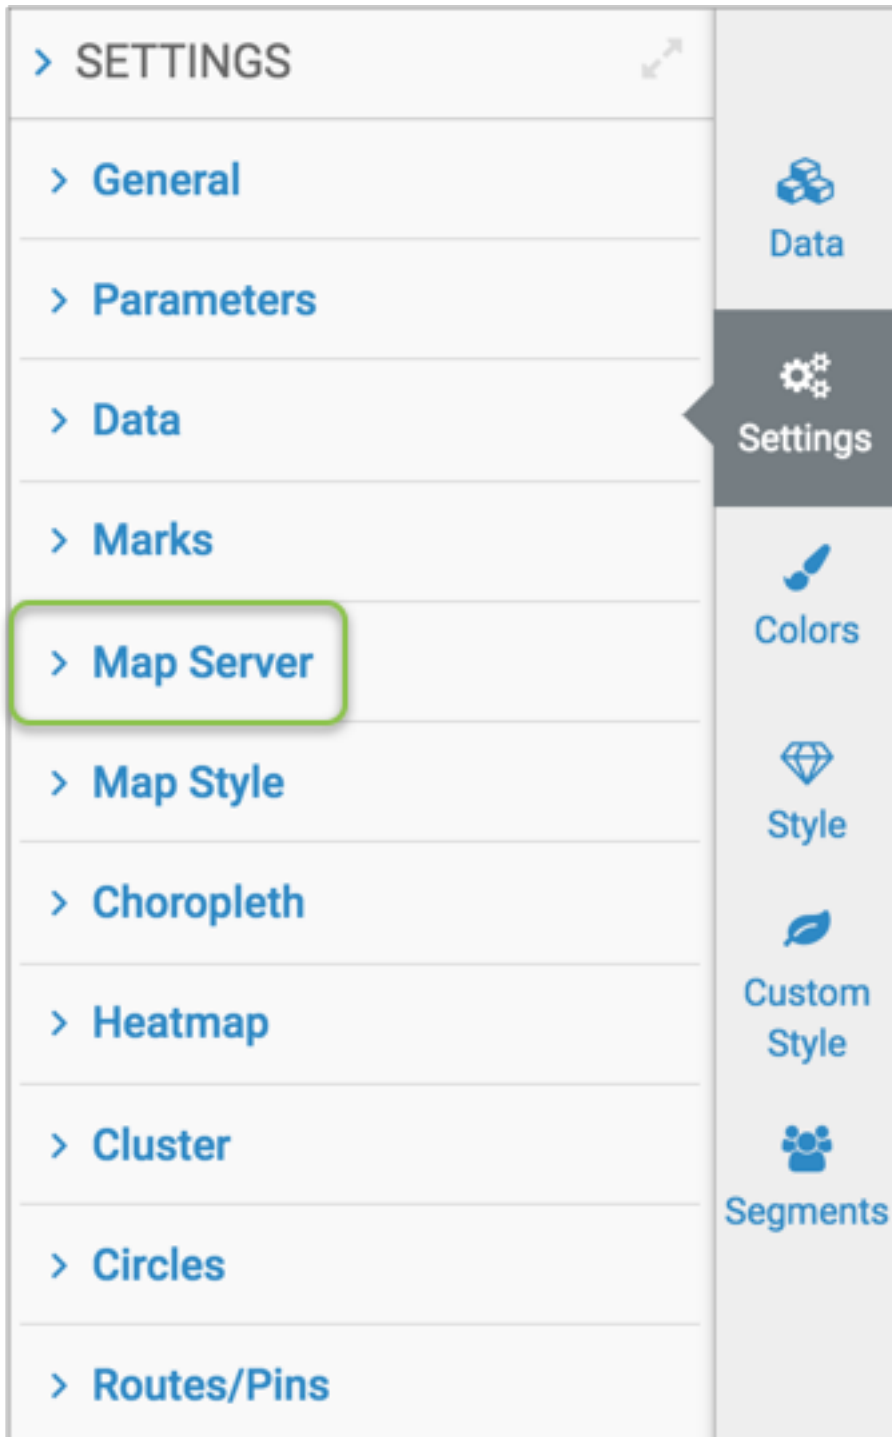 SETTINGS
General
Parameters
Data
Marks
Map Server
Map Style
Choropleth
Heatmap
Cluster
Circles
Routes/Pins
Data
Settings
Colors
Style
Custom
Style
Segments